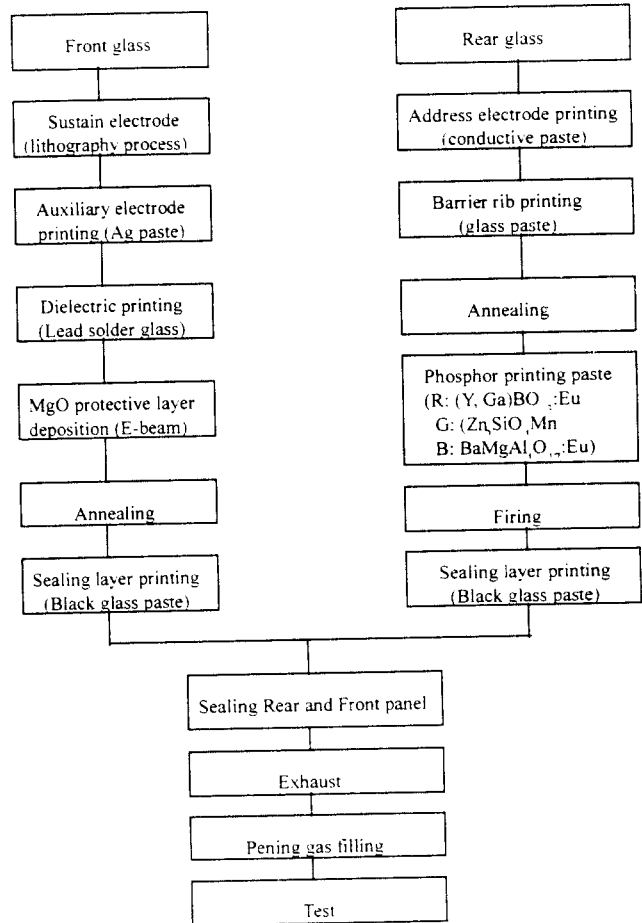 Front glass
Sustain electrode
(lithography process)
Auxiliary electrode
printing (Ag paste)
Dielectric printing
(Lead solder glass)
MgO protective layer
deposition (E-beam)
Annealing
Sealing layer printing
(Black glass paste)
Rear glass
Address electrode printing
(conductive paste)
Barrier rib printing
(glass paste)
Annealing
Phosphor printing paste
(R: (Y, Ga)BO :Eu
G: (Zn SiO Mn
B: BaMgAl O :Eu)
Firing
Sealing layer printing
(Black glass paste)
Sealing Rear and Front panel
Exhaust
Pening gas filling
Test